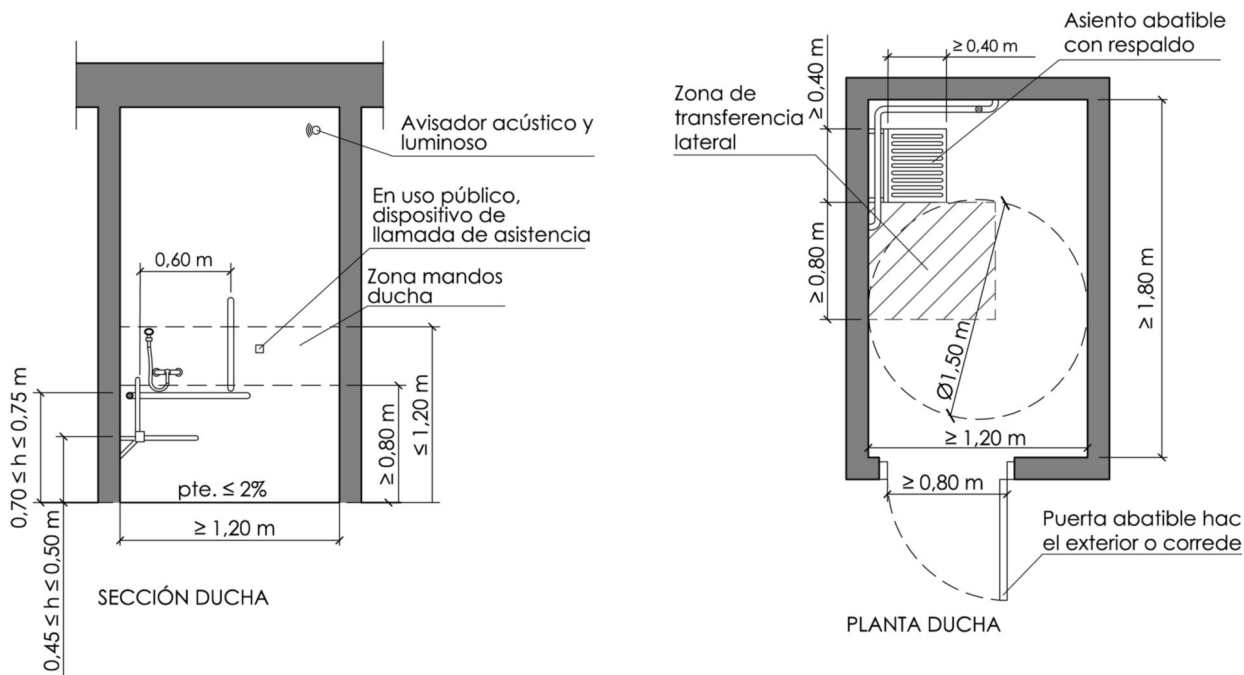 Avisador acústico y
luminoso
En uso público,
dispositivo de
llamada de asistencia
0,60 m
Zona mandos
ducha
0,70 ≤ h ≤ 0,75 m
0,45 ≤ h ≤ 0,50 m
≥ 0,80 m
≤ 1,20 m
pte. ≤ 2%
≥ 1,20 m
SECCIÓN DUCHA
Asiento abatible
con respaldo
≥ 0,40 m
≥ 0,40 m
Zona de
transferencia
lateral
≥ 0,80 m
Ø1,50 m
≥ 1,80 m
≥ 1,20 m
≥ 0,80 m
Puerta abatible hac
el exterior o correde
PLANTA DUCHA